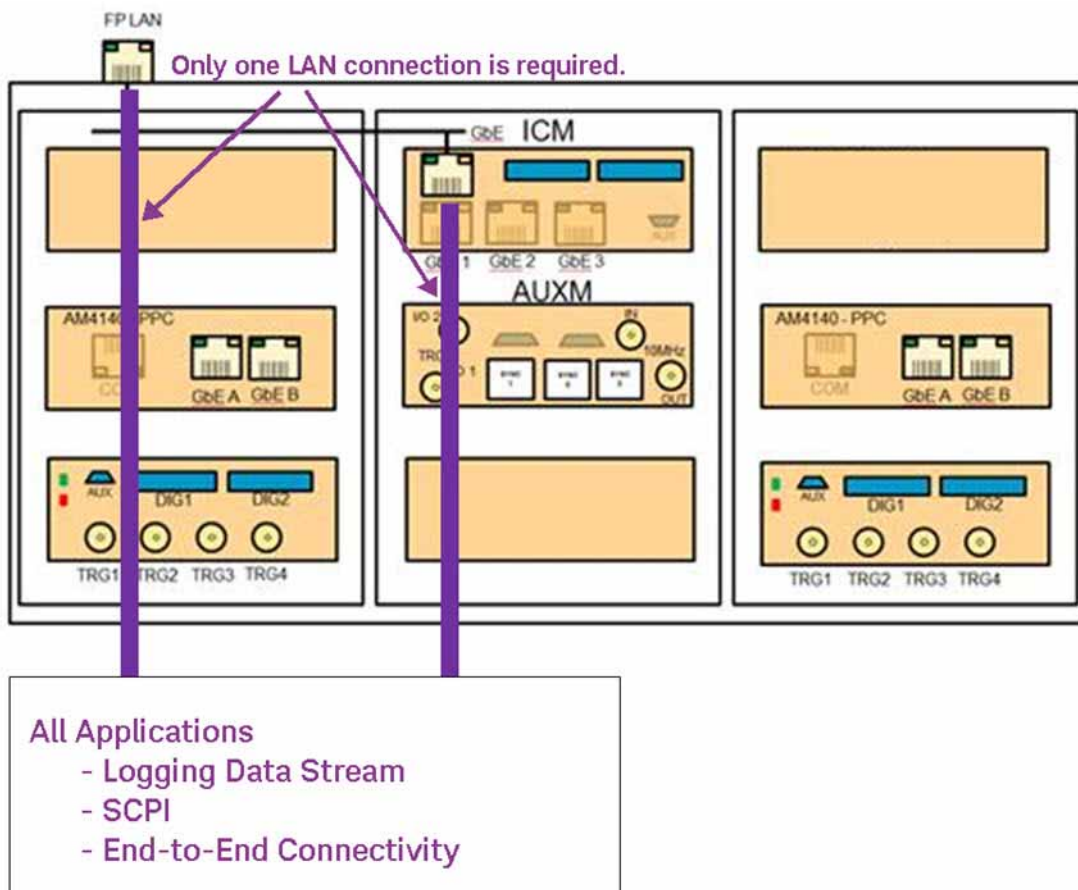 FP LAN
Only one LAN connection is required.
GbE ICM
GbE 1 GbE 2 GbE 3
AUX
AUXM
AM4140 - PPC
COM
GbE A GbE B
I/O 2
IN
10MHz
OUT
SYNC
AM4140 - PPC
COM
GbE A GbE B
AUX
DIG1 DIG2
TRG1 TRG2 TRG3 TRG4
AUX
DIG1 DIG2
TRG1 TRG2 TRG3 TRG4
All Applications
- Logging Data Stream
- SCPI
- End-to-End Connectivity